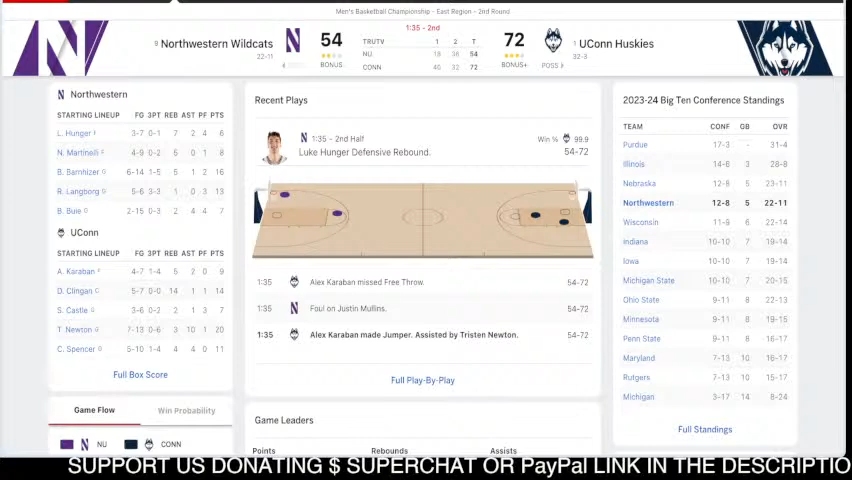 Men's Basketball Championship - East Region - 2nd Round
9 Northwestern Wildcats
22-11
54
BONUS
1:35 - 2nd
TRUTV 1 2 T
NU 18 36 54
CONN 40 32 72
72
BONUS+
POSS
1 UConn Huskies
32-3
Northwestern
STARTING LINEUP FG 3PT REB AST PF PTS
L. Hunger F 3-7 0-1 7 2 4 6
N. Martinelli F 4-9 0-2 5 0 1 8
B. Barnhizer G 6-14 1-5 5 1 2 16
R. Langborg G 5-6 3-3 1 0 3 13
B. Buie G 2-15 0-3 2 4 4 7
UConn
STARTING LINEUP FG 3PT REB AST PF PTS
A. Karaban F 4-7 1-4 5 2 0 9
D. Clingan C 5-7 0-0 14 1 1 14
S. Castle G 3-6 0-2 2 1 3 7
T. Newton G 7-13 0-6 3 10 1 20
C. Spencer G 5-10 1-4 4 4 0 11
Full Box Score
Game Flow Win Probability
NU CONN
Recent Plays
1:35 - 2nd Half
Luke Hunger Defensive Rebound.
Win % 99.9
54-72
1:35 Alex Karaban missed Free Throw. 54-72
1:35 Foul on Justin Mullins. 54-72
1:35 Alex Karaban made Jumper. Assisted by Tristen Newton. 54-72
Full Play-By-Play
Game Leaders
Points Rebounds Assists
2023-24 Big Ten Conference Standings
TEAM CONF GB OVR
Purdue 17-3 - 31-4
Illinois 14-6 3 28-8
Nebraska 12-8 5 23-11
Northwestern 12-8 5 22-11
Wisconsin 11-9 6 22-14
Indiana 10-10 7 19-14
Iowa 10-10 7 19-14
Michigan State 10-10 7 20-15
Ohio State 9-11 8 22-13
Minnesota 9-11 8 19-15
Penn State 9-11 8 16-17
Maryland 7-13 10 16-17
Rutgers 7-13 10 15-17
Michigan 3-17 14 8-24
Full Standings
SUPPORT US DONATING $ SUPERCHAT OR PayPal LINK IN THE DESCRIPTIO